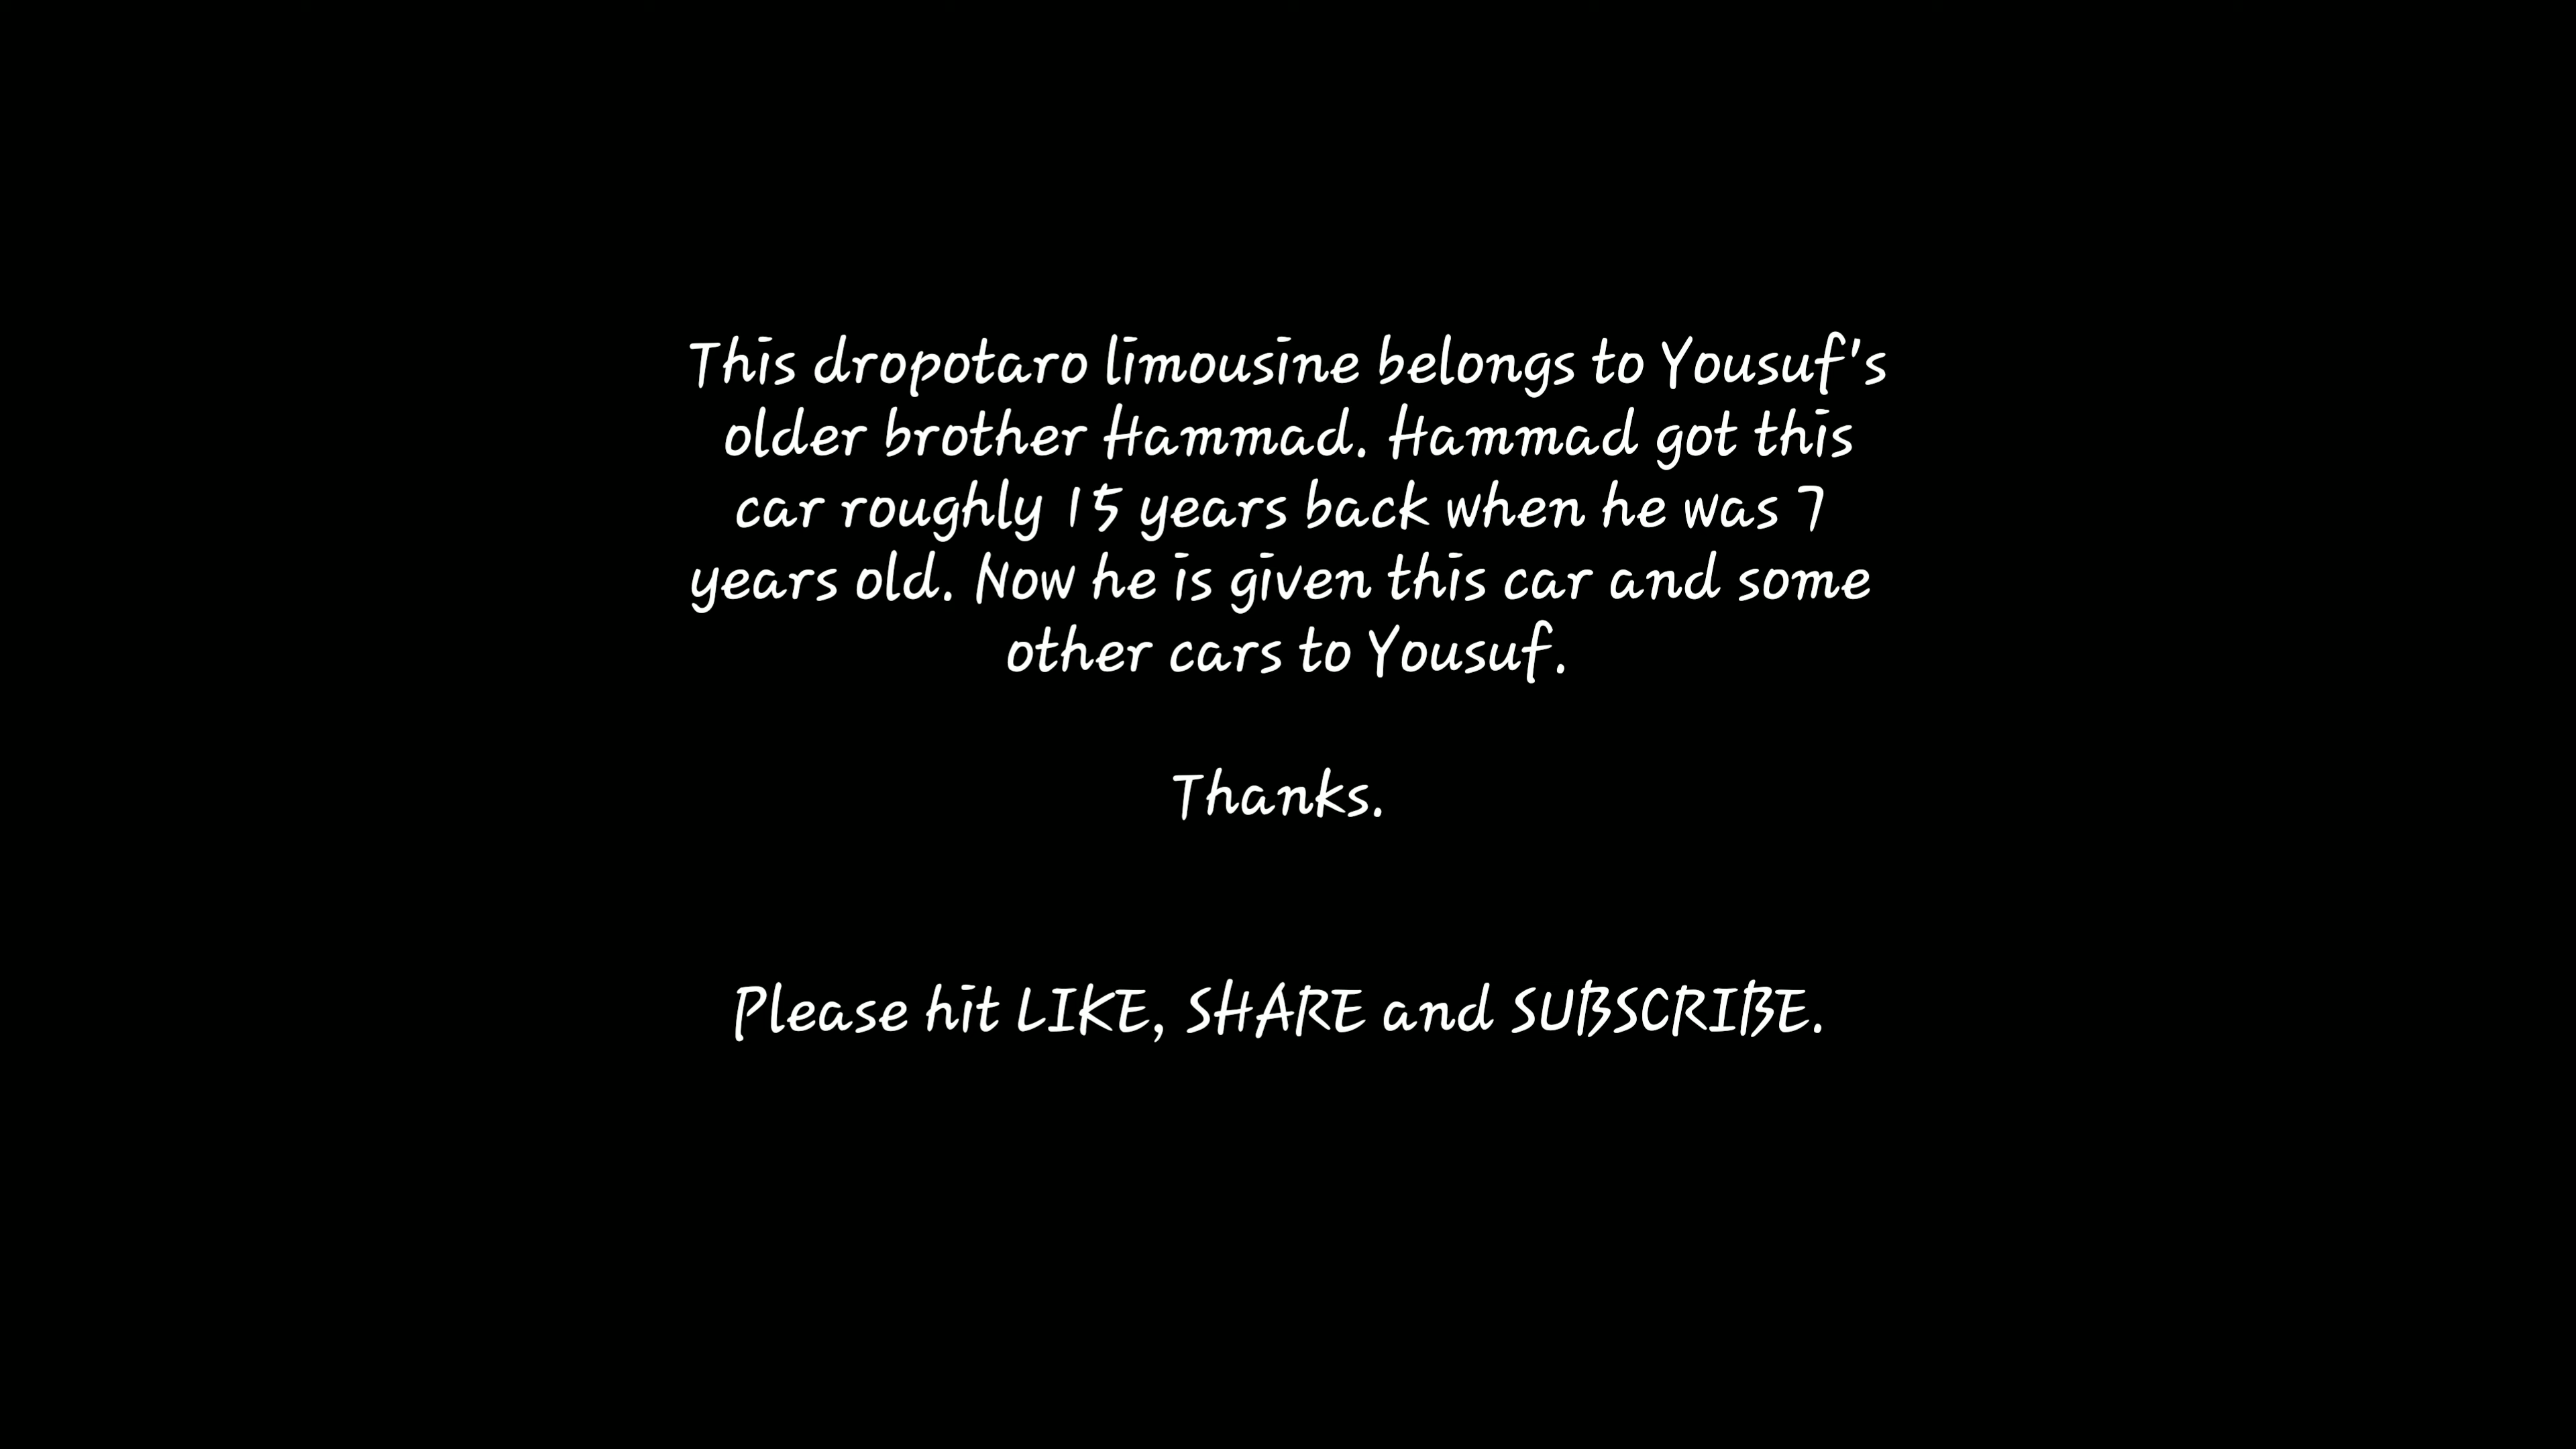 This dropotaro limousine belongs to Yousuf's
older brother Hammad. Hammad got this
car roughly 15 years back when he was 7
years old. Now he is given this car and some
other cars to Yousuf.
Thanks.
Please hit LIKE, SHARE and SUBSCRIBE.